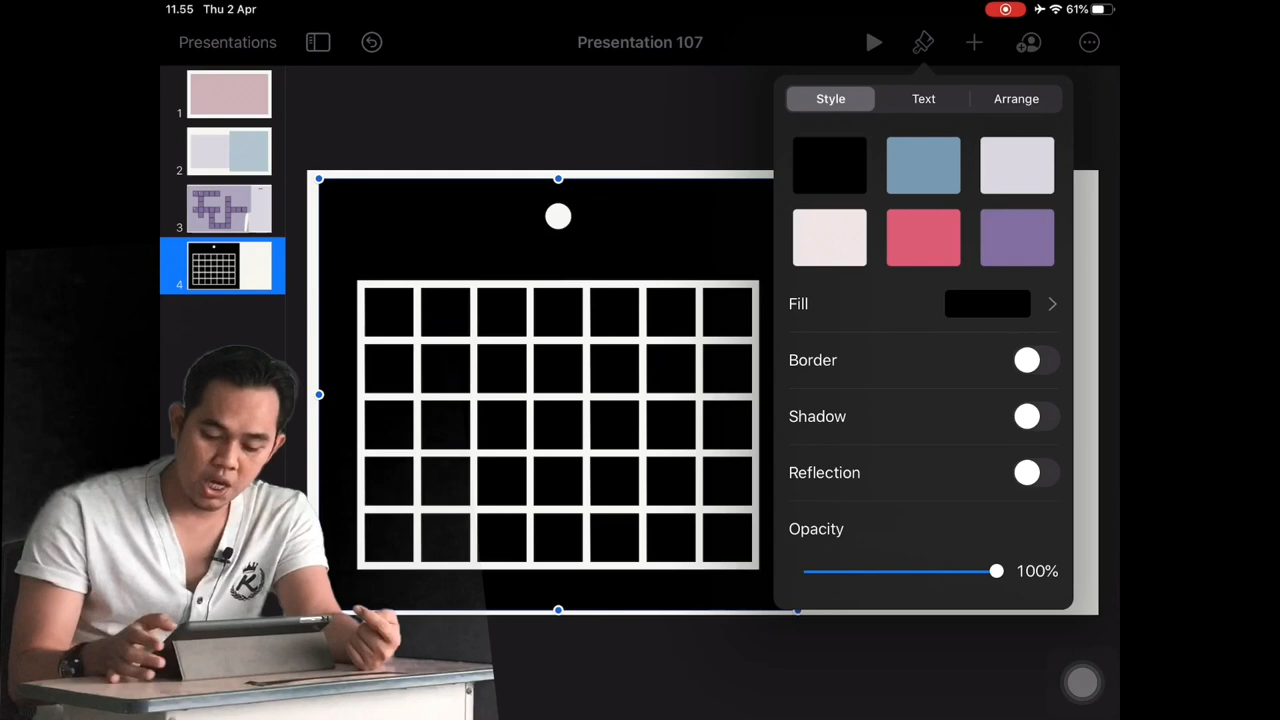 11.55 Thu 2 Apr
61%
Presentations
Presentation 107
Style Text Arrange
1
2
3
4
Fill
Border
Shadow
Reflection
Opacity
100%
K